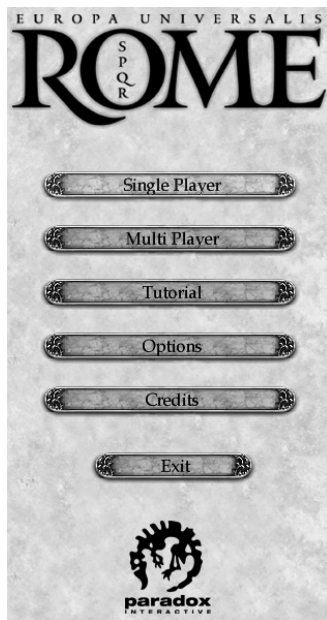 EUROPA UNIVERSALIS
ROME
SPQR
Single Player
Multi Player
Tutorial
Options
Credits
Exit
paradox
INTERACTIVE